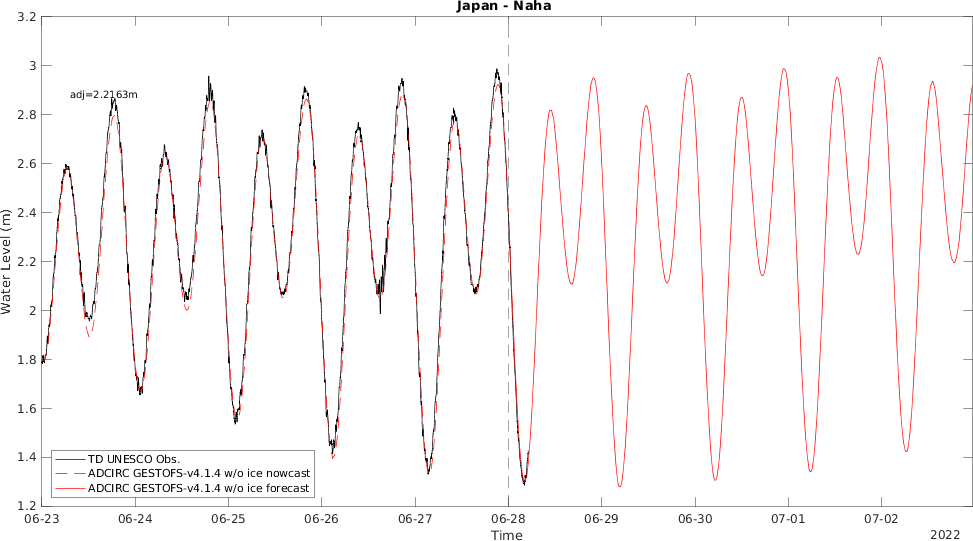 Japan - Naha
3.2
3
2.8
2.6
2.4
2.2
2
1.8
1.6
1.4
1.2
Water Level (m)
adj=2.2163m
TD UNESCO Obs.
ADCIRC GESTOFS-v4.1.4 w/o ice nowcast
ADCIRC GESTOFS-v4.1.4 w/o ice forecast
06-23 06-24 06-25 06-26 06-27 06-28 06-29 06-30 07-01 07-02
Time
2022